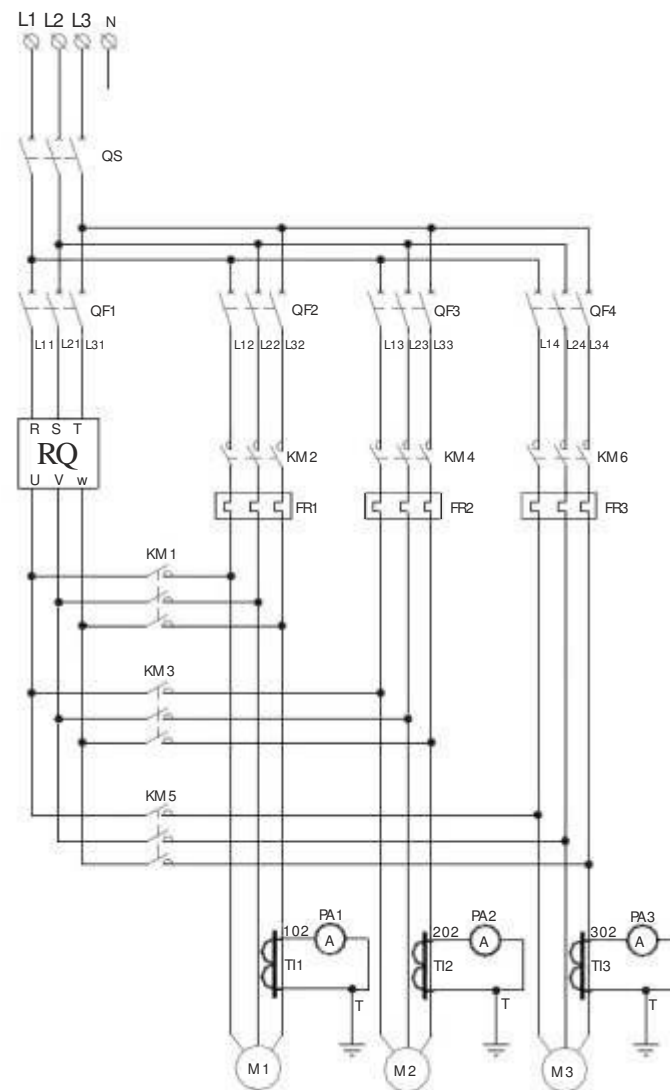 L1 L2 L3 N
QS
QF1 QF2 QF3 QF4
L11 L21 L31 L12 L22 L32 L13 L23 L33 L14 L24 L34
R S T
RQ
U V w
KM2 KM4 KM6
FR1 FR2 FR3
KM1
KM3
KM5
PA1 PA2 PA3
102 A 202 A 302 A
TI1 TI2 TI3
T T T
M1 M2 M3